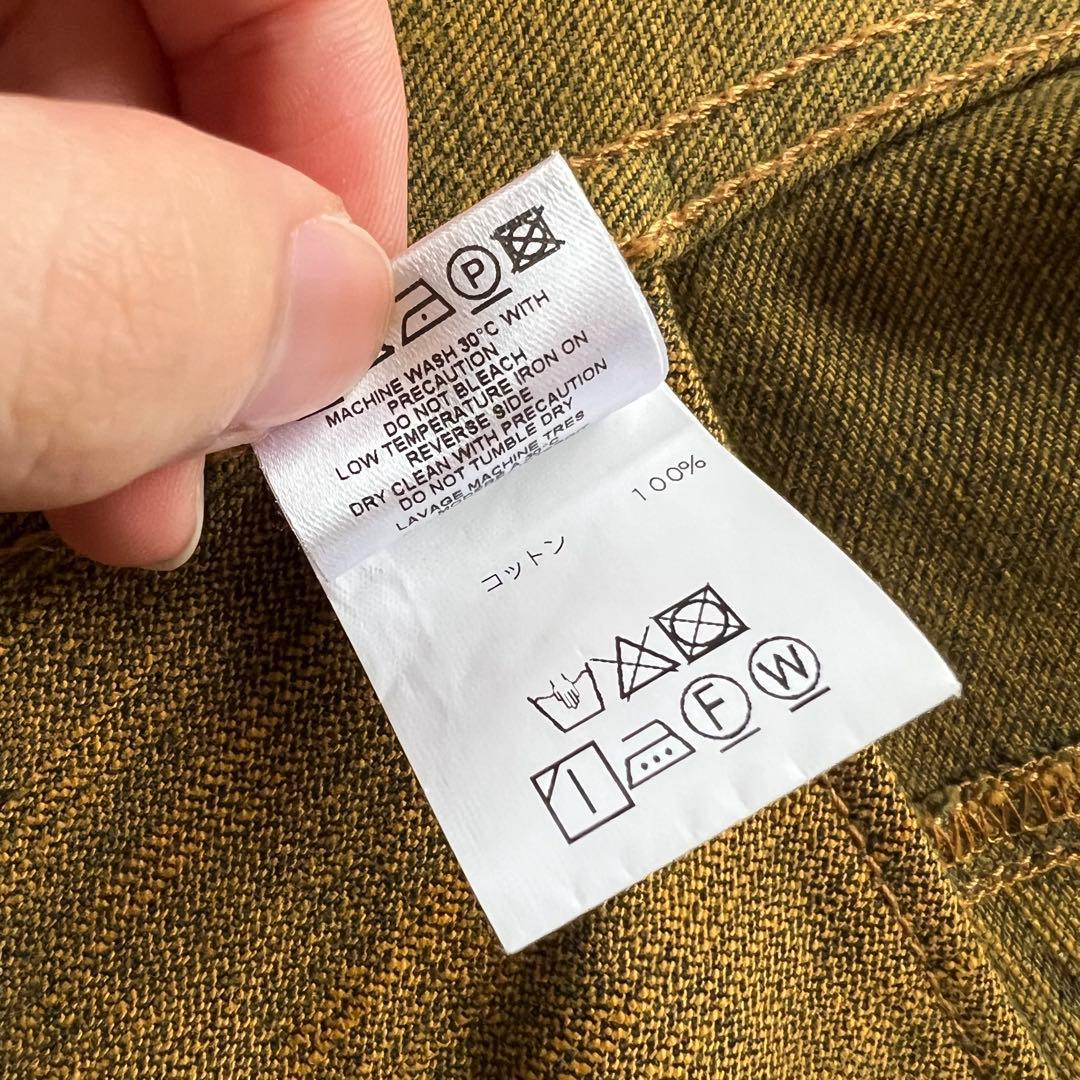 P
MACHINE WASH 30°C WITH
PRECAUTION
DO NOT BLEACH
LOW TEMPERATURE IRON ON
REVERSE SIDE
DRY CLEAN WITH PRECAUTION
DO NOT TUMBLE DRY
LAVAGE MACHINE TRES
コットン 100%
F W